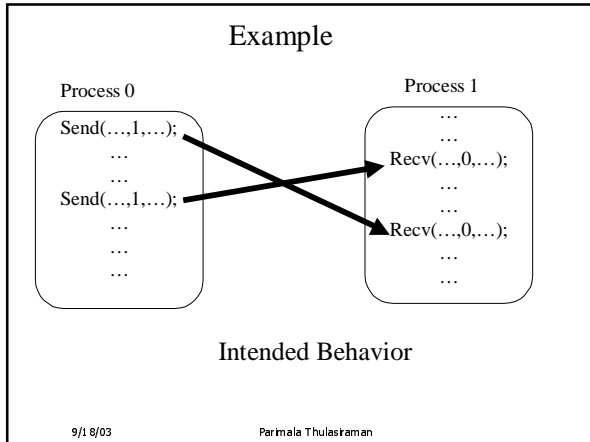 Example
Process 0
Send(…,1,…);
…
…
Send(…,1,…);
…
…
…
Process 1
…
…
Recv(…,0,…);
…
…
Recv(…,0,…);
…
…
Intended Behavior
9/18/03
Parimala Thulasiraman